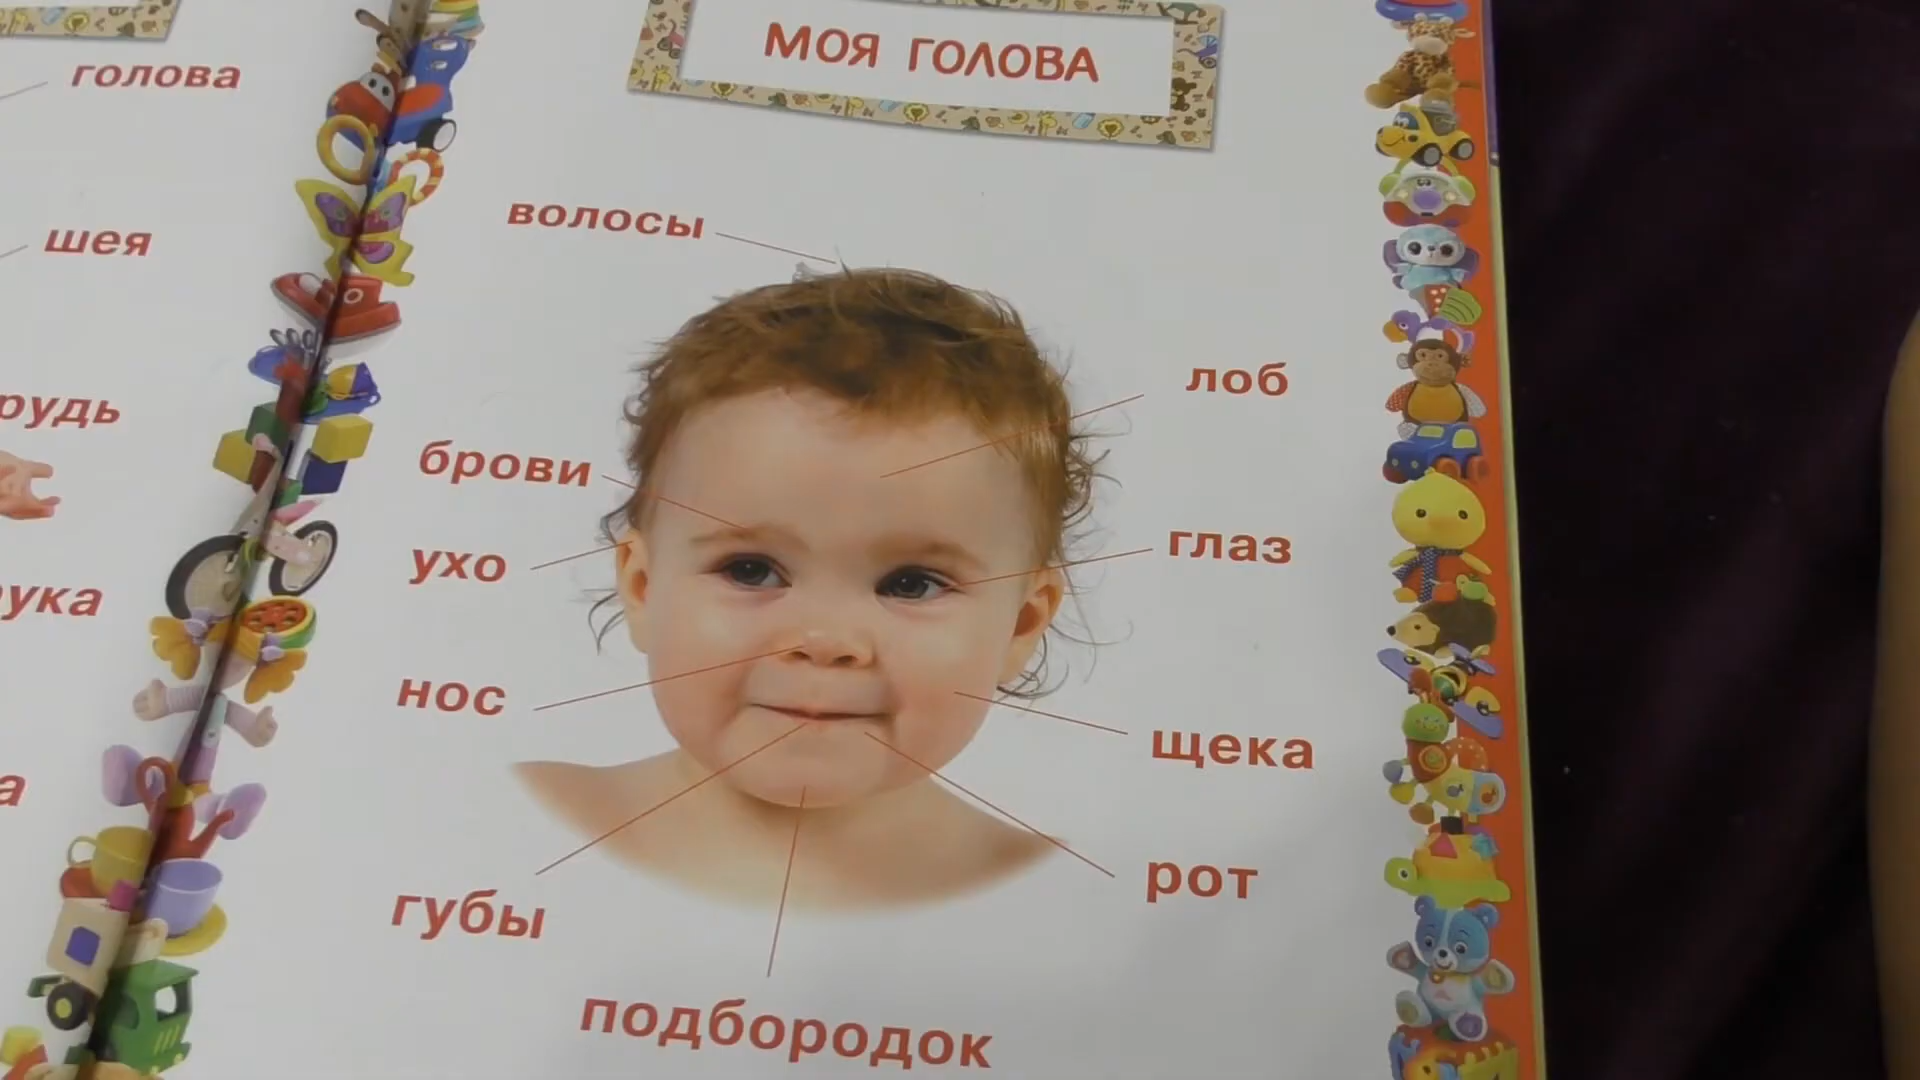 голова
шея
МОЯ ГОЛОВА
волосы
лоб
брови
глаз
ухо
нос
щека
рот
губы
подбородок